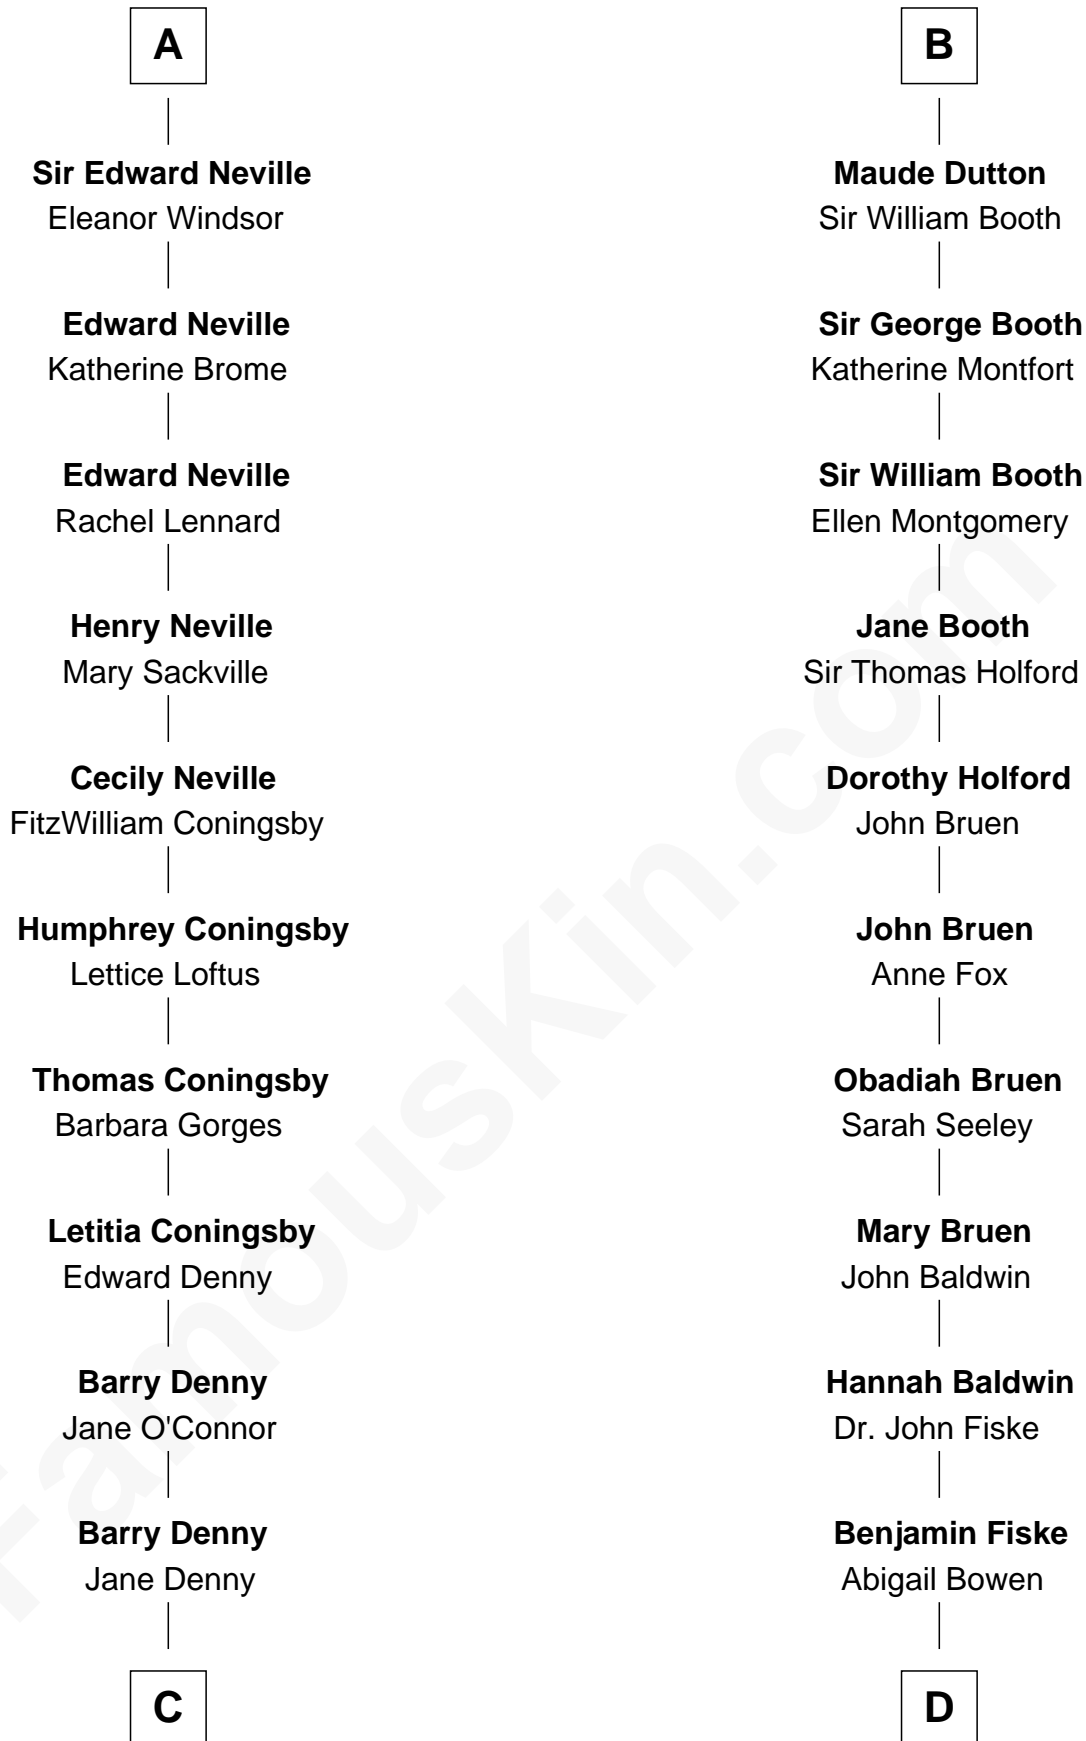 A
Sir Edward Neville
Eleanor Windsor
Edward Neville
Katherine Brome
Edward Neville
Rachel Lennard
Henry Neville
Mary Sackville
Cecily Neville
FitzWilliam Coningsby
Humphrey Coningsby
Lettice Loftus
Thomas Coningsby
Barbara Gorges
Letitia Coningsby
Edward Denny
Barry Denny
Jane O'Connor
Barry Denny
Jane Denny
C
B
Maude Dutton
Sir William Booth
Sir George Booth
Katherine Montfort
Sir William Booth
Ellen Montgomery
Jane Booth
Sir Thomas Holford
Dorothy Holford
John Bruen
John Bruen
Anne Fox
Obadiah Bruen
Sarah Seeley
Mary Bruen
John Baldwin
Hannah Baldwin
Dr. John Fiske
Benjamin Fiske
Abigail Bowen
D
FamousKin.com